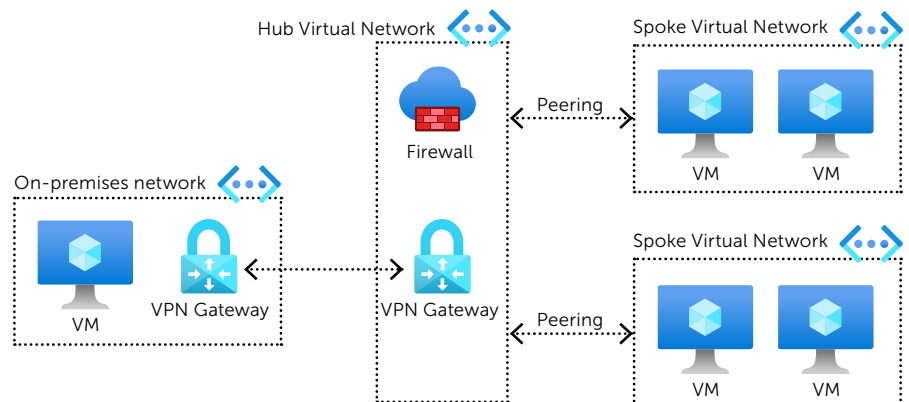 Hub Virtual Network
Spoke Virtual Network
Peering
Firewall
VM
VM
On-premises network
VM
VPN Gateway
VPN Gateway
Spoke Virtual Network
Peering
VM
VM